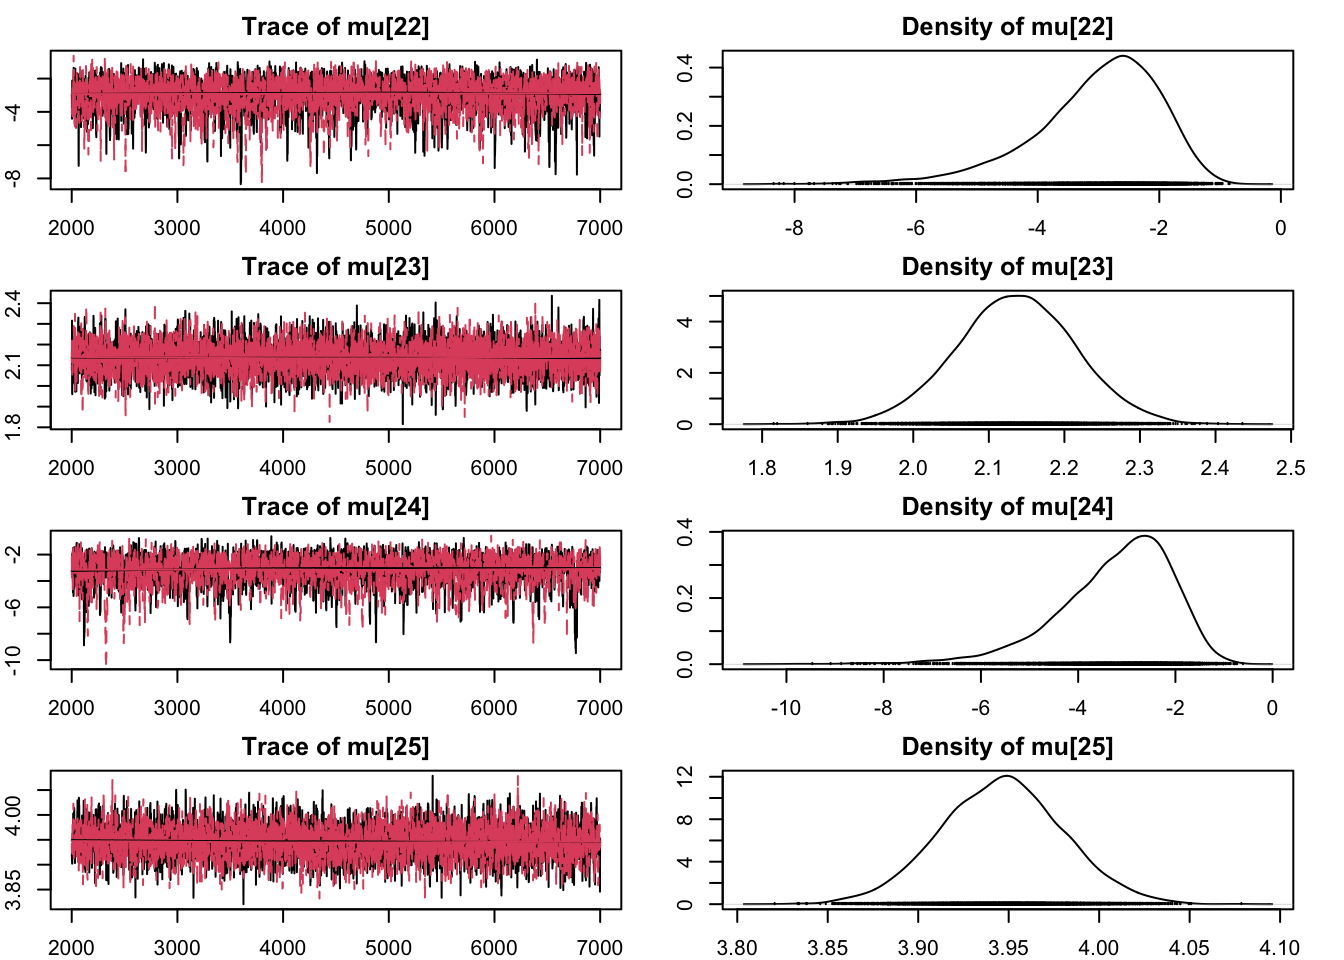 Trace of mu[22]
-4
-8
2000 3000 4000 5000 6000 7000
Density of mu[22]
0.4
0.2
0.0
-8 -6 -4 -2 0
Trace of mu[23]
2.4
2.1
1.8
2000 3000 4000 5000 6000 7000
Density of mu[23]
4
2
0
1.8 1.9 2.0 2.1 2.2 2.3 2.4 2.5
Trace of mu[24]
-2
-6
-10
2000 3000 4000 5000 6000 7000
Density of mu[24]
0.4
0.2
0.0
-10 -8 -6 -4 -2 0
Trace of mu[25]
4.00
3.85
2000 3000 4000 5000 6000 7000
Density of mu[25]
12
8
4
0
3.80 3.85 3.90 3.95 4.00 4.05 4.10